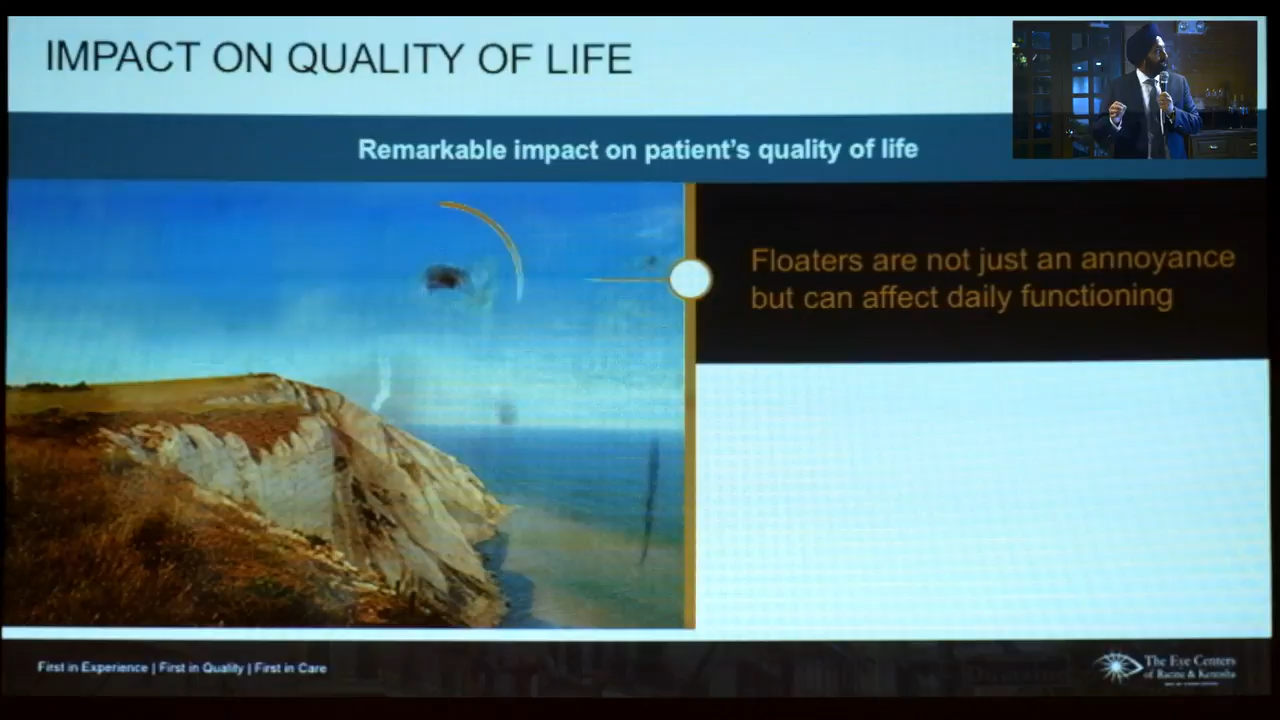 IMPACT ON QUALITY OF LIFE
Remarkable impact on patient's quality of life
Floaters are not just an annoyance
but can affect daily functioning
First in Experience | First in Quality | First in Care
The Eye Centers
of Racine & Kenosha